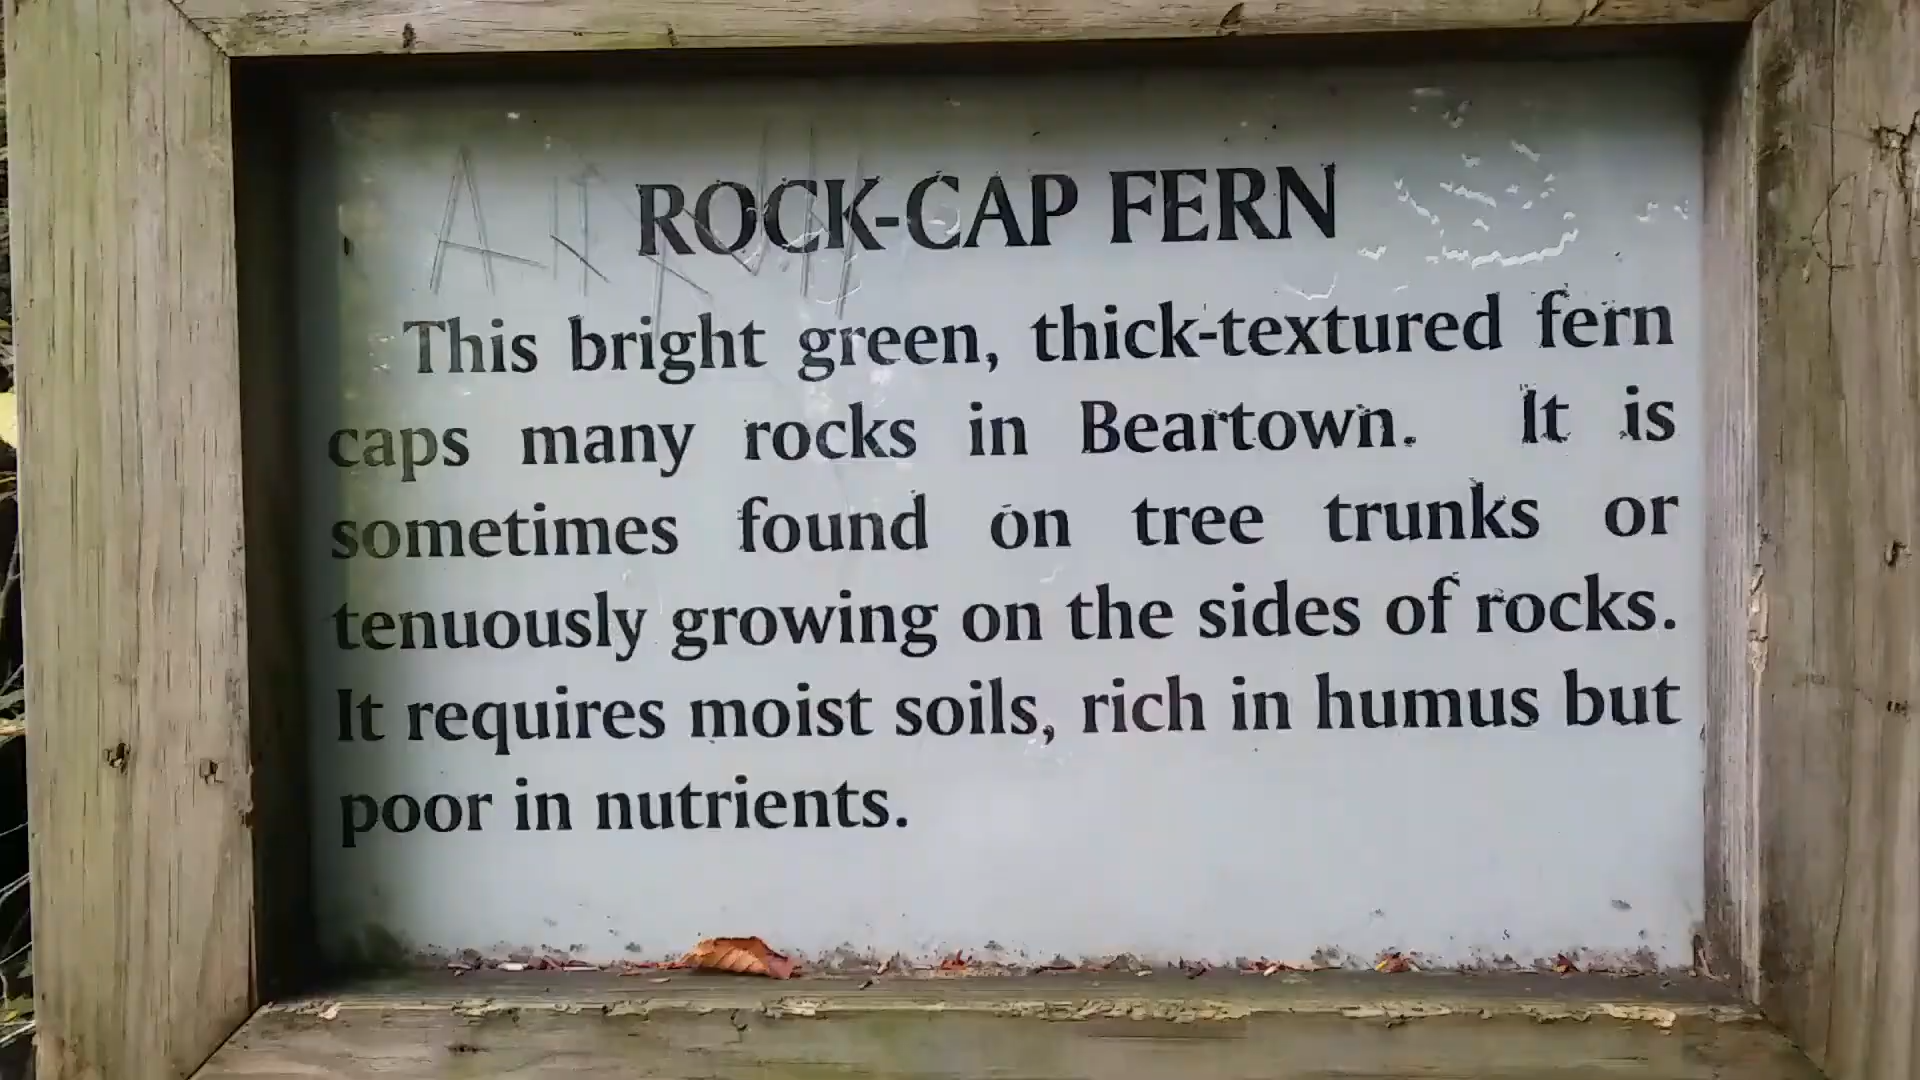 ROCK-CAP FERN
This bright green, thick-textured fern
caps many rocks in Beartown. It is
sometimes found on tree trunks or
tenuously growing on the sides of rocks.
It requires moist soils, rich in humus but
poor in nutrients.